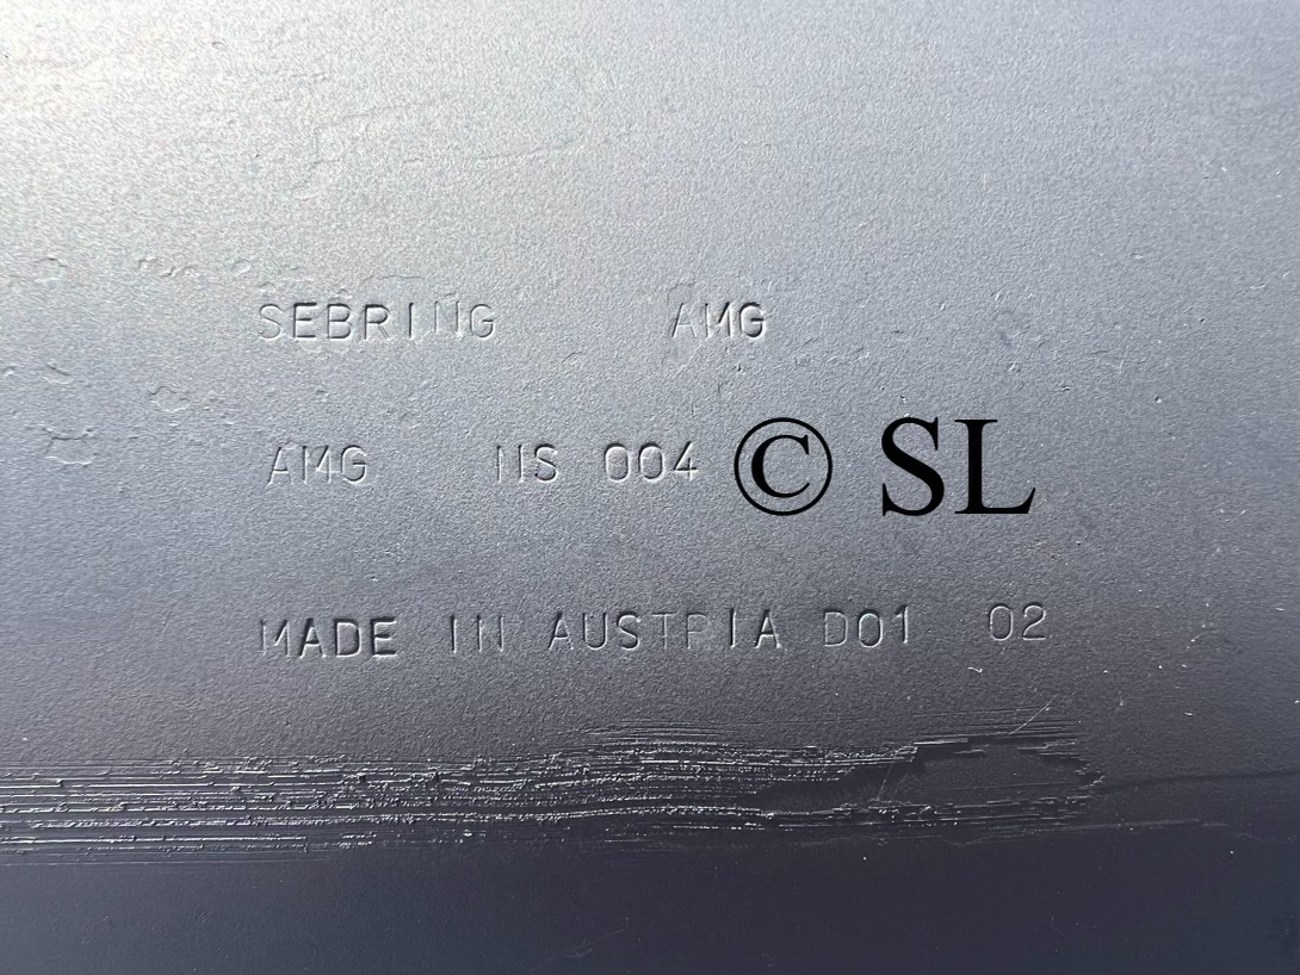 SEBRING AMG
AMG NS 004 © SL
MADE IN AUSTRIA D01 02